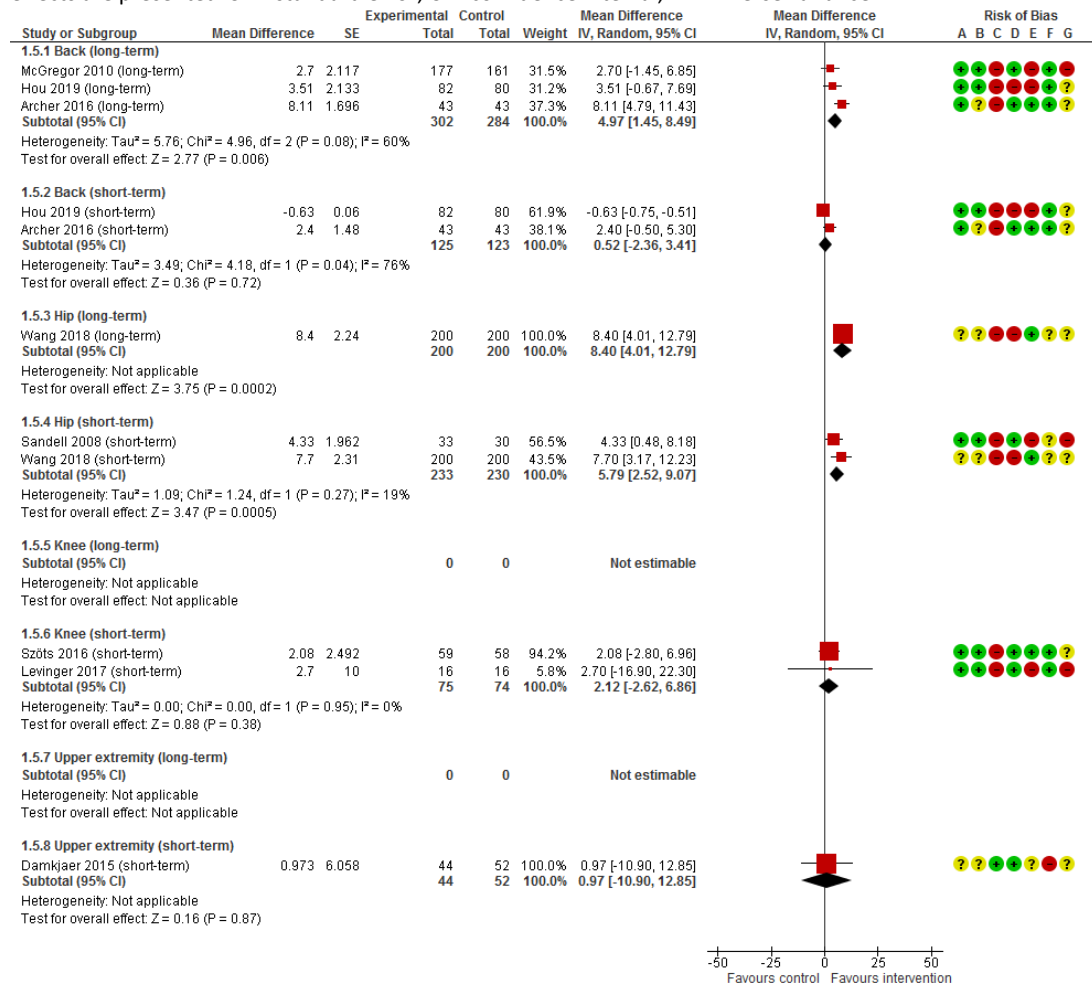 Experimental Control Mean Difference Mean Difference Risk of Bias
Study or Subgroup Mean Difference SE Total Total Weight IV, Random, 95% CI IV, Random, 95% CI A B C D E F G
1.5.1 Back (long-term)
McGregor 2010 (long-term) 2.7 2.117 177 161 31.5% 2.70 [-1.45, 6.85] + + - + - + -
Hou 2019 (long-term) 3.51 2.133 82 80 31.2% 3.51 [-0.67, 7.69] + + - - - + ?
Archer 2016 (long-term) 8.11 1.696 43 43 37.3% 8.11 [4.79, 11.43] + ? - + + + ?
Subtotal (95% CI) 302 284 100.0% 4.97 [1.45, 8.49]
Heterogeneity: Tau² = 5.76; Chi² = 4.96, df = 2 (P = 0.08); I² = 60%
Test for overall effect: Z = 2.77 (P = 0.006)
1.5.2 Back (short-term)
Hou 2019 (short-term) -0.63 0.06 82 80 61.9% -0.63 [-0.75, -0.51] + + - - - + ?
Archer 2016 (short-term) 2.4 1.48 43 43 38.1% 2.40 [-0.50, 5.30] + ? - + + + ?
Subtotal (95% CI) 125 123 100.0% 0.52 [-2.36, 3.41]
Heterogeneity: Tau² = 3.49; Chi² = 4.18, df = 1 (P = 0.04); I² = 76%
Test for overall effect: Z = 0.36 (P = 0.72)
1.5.3 Hip (long-term)
Wang 2018 (long-term) 8.4 2.24 200 200 100.0% 8.40 [4.01, 12.79] ? ? - - + ? ?
Subtotal (95% CI) 200 200 100.0% 8.40 [4.01, 12.79]
Heterogeneity: Not applicable
Test for overall effect: Z = 3.75 (P = 0.0002)
1.5.4 Hip (short-term)
Sandell 2008 (short-term) 4.33 1.962 33 30 56.5% 4.33 [0.48, 8.18] + + - + - ? -
Wang 2018 (short-term) 7.7 2.31 200 200 43.5% 7.70 [3.17, 12.23] ? ? - - + ? ?
Subtotal (95% CI) 233 230 100.0% 5.79 [2.52, 9.07]
Heterogeneity: Tau² = 1.09; Chi² = 1.24, df = 1 (P = 0.27); I² = 19%
Test for overall effect: Z = 3.47 (P = 0.0005)
1.5.5 Knee (long-term)
Subtotal (95% CI) 0 0 Not estimable
Heterogeneity: Not applicable
Test for overall effect: Not applicable
1.5.6 Knee (short-term)
Szöts 2016 (short-term) 2.08 2.492 59 58 94.2% 2.08 [-2.80, 6.96] + + - + + + ?
Levinger 2017 (short-term) 2.7 10 16 16 5.8% 2.70 [-16.90, 22.30] + + - + - + -
Subtotal (95% CI) 75 74 100.0% 2.12 [-2.62, 6.86]
Heterogeneity: Tau² = 0.00; Chi² = 0.00, df = 1 (P = 0.95); I² = 0%
Test for overall effect: Z = 0.88 (P = 0.38)
1.5.7 Upper extremity (long-term)
Subtotal (95% CI) 0 0 Not estimable
Heterogeneity: Not applicable
Test for overall effect: Not applicable
1.5.8 Upper extremity (short-term)
Damkjaer 2015 (short-term) 0.973 6.058 44 52 100.0% 0.97 [-10.90, 12.85] ? ? + + ? - ?
Subtotal (95% CI) 44 52 100.0% 0.97 [-10.90, 12.85]
Heterogeneity: Not applicable
Test for overall effect: Z = 0.16 (P = 0.87)
-50 -25 0 25 50
Favours control Favours intervention